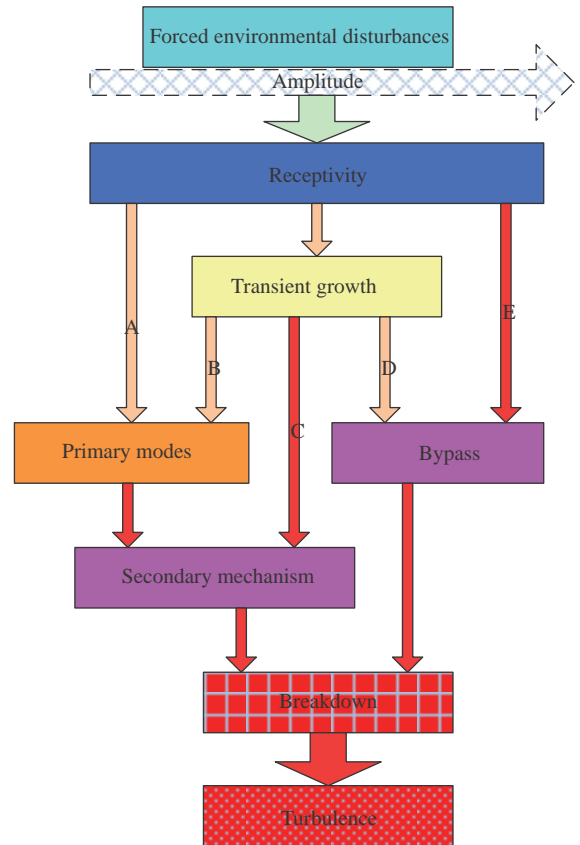 Forced environmental disturbances
Amplitude
Receptivity
Transient growth
A
B
C
D
E
Primary modes
Bypass
Secondary mechanism
Breakdown
Turbulence